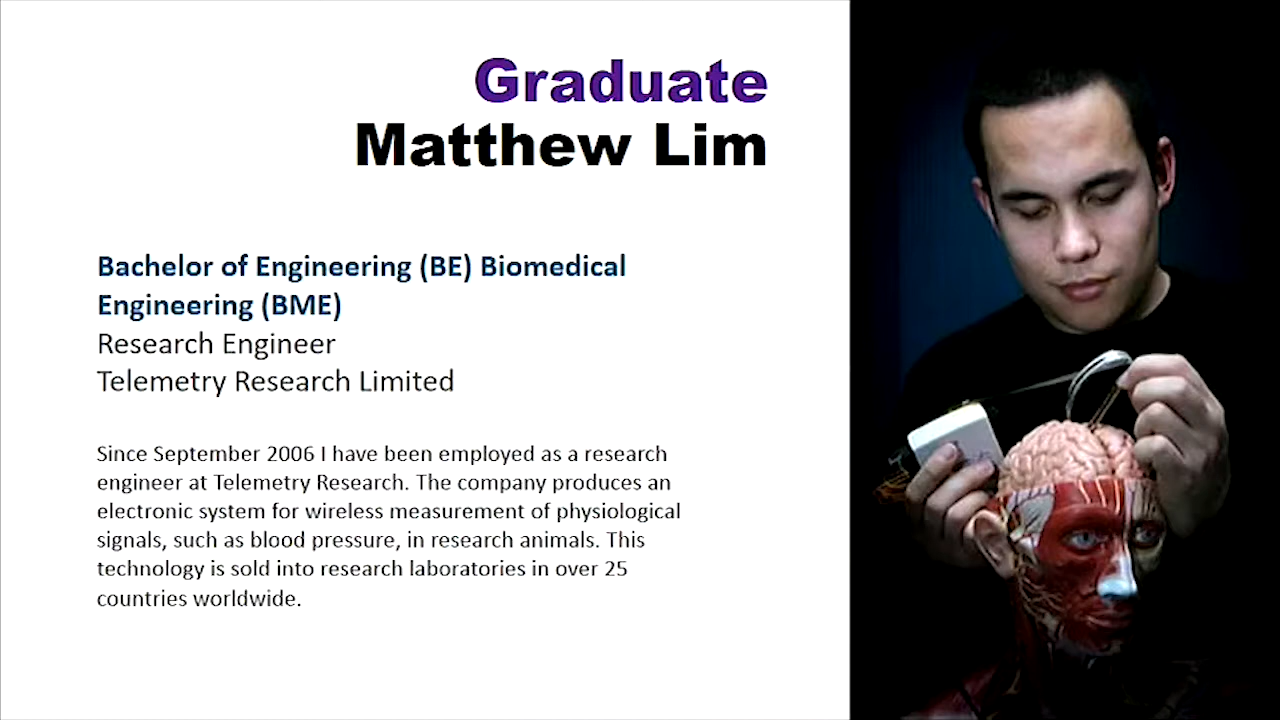 Graduate
Matthew Lim
Bachelor of Engineering (BE) Biomedical
Engineering (BME)
Research Engineer
Telemetry Research Limited
Since September 2006 I have been employed as a research
engineer at Telemetry Research. The company produces an
electronic system for wireless measurement of physiological
signals, such as blood pressure, in research animals. This
technology is sold into research laboratories in over 25
countries worldwide.